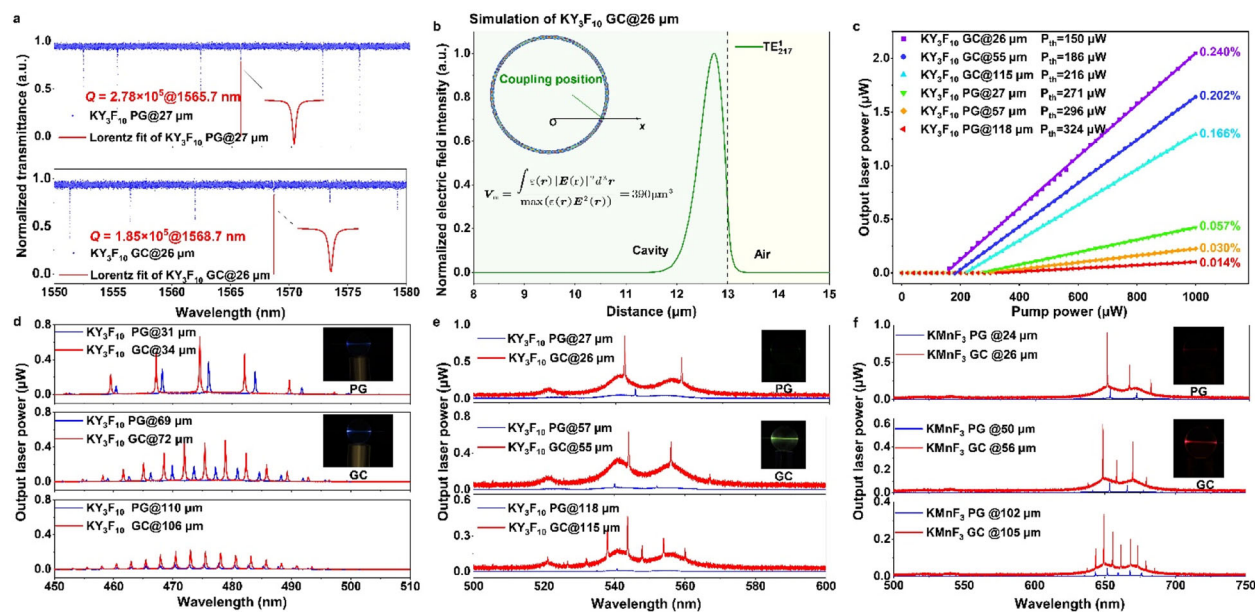 a
Normalized transmittance (a.u.)
1.0
0.5
0.0
Q = 2.78×10⁵@1565.7 nm
KY₃F₁₀ PG@27 μm
Lorentz fit of KY₃F₁₀ PG@27 μm
1.0
0.5
0.0
Q = 1.85×10⁵@1568.7 nm
KY₃F₁₀ GC@26 μm
Lorentz fit of KY₃F₁₀ GC@26 μm
1550 1555 1560 1565 1570 1575 1580
Wavelength (nm)
b
Simulation of KY₃F₁₀ GC@26 μm
Normalized electric field intensity (a.u.)
1.0
0.8
0.6
0.4
0.2
0.0
TE¹₂₁₇
Coupling position
O
x
= 390μm³
Cavity
Air
8 9 10 11 12 13 14 15
Distance (μm)
c
Output laser power (μW)
2.0
1.5
1.0
0.5
0.0
KY₃F₁₀ GC@26 μm Pth=150 μW
KY₃F₁₀ GC@55 μm Pth=186 μW
KY₃F₁₀ GC@115 μm Pth=216 μW
KY₃F₁₀ PG@27 μm Pth=271 μW
KY₃F₁₀ PG@57 μm Pth=296 μW
KY₃F₁₀ PG@118 μm Pth=324 μW
0.240%
0.202%
0.166%
0.057%
0.030%
0.014%
0 200 400 600 800 1000
Pump power (μW)
d
Output laser power (μW)
0.8
0.4
0.0
KY₃F₁₀ PG@31 μm
KY₃F₁₀ GC@34 μm
PG
0.8
0.4
0.0
KY₃F₁₀ PG@69 μm
KY₃F₁₀ GC@72 μm
GC
0.8
0.4
0.0
KY₃F₁₀ PG@110 μm
KY₃F₁₀ GC@106 μm
450 460 470 480 490 500 510
Wavelength (nm)
e
Output laser power (μW)
1.2
0.9
0.6
0.3
0.0
KY₃F₁₀ PG@27 μm
KY₃F₁₀ GC@26 μm
PG
0.9
0.6
0.3
0.0
KY₃F₁₀ PG@57 μm
KY₃F₁₀ GC@55 μm
GC
0.6
0.3
0.0
KY₃F₁₀ PG@118 μm
KY₃F₁₀ GC@115 μm
500 520 540 560 580 600
Wavelength (nm)
f
Output laser power (μW)
1.0
0.8
0.6
0.4
0.2
0.0
KMnF₃ PG @24 μm
KMnF₃ GC @26 μm
PG
0.6
0.4
0.2
0.0
KMnF₃ PG @50 μm
KMnF₃ GC @56 μm
GC
0.4
0.2
0.0
KMnF₃ PG @102 μm
KMnF₃ GC @105 μm
500 550 600 650 700 750
Wavelength (nm)